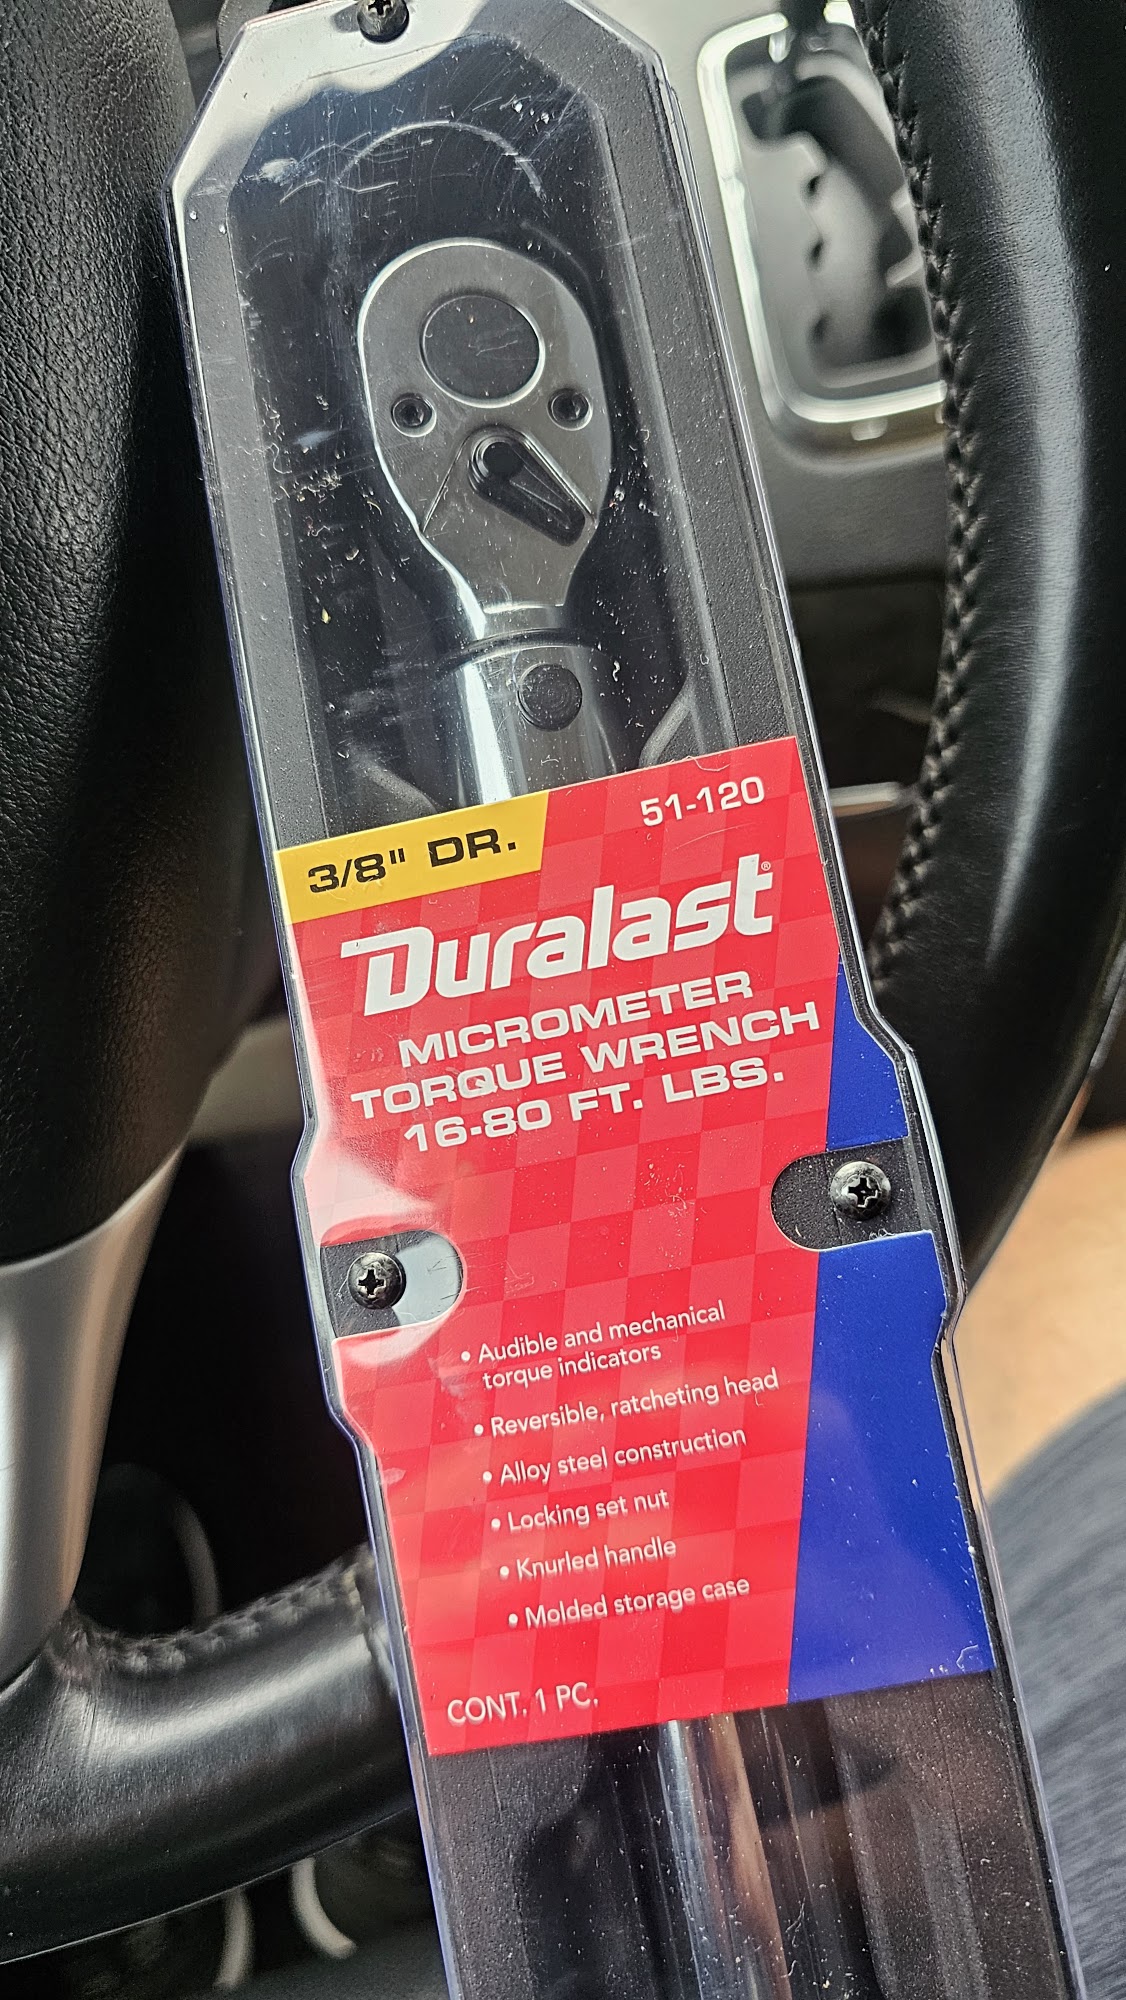 3/8" DR.
51-120
Duralast®
MICROMETER
TORQUE WRENCH
16-80 FT. LBS.
• Audible and mechanical
torque indicators
• Reversible, ratcheting head
• Alloy steel construction
• Locking set nut
• Knurled handle
• Molded storage case
CONT. 1 PC.